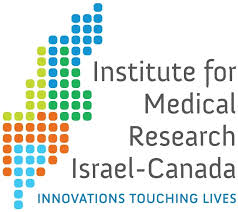 Institute for
Medical
Research
Israel-Canada
INNOVATIONS TOUCHING LIVES